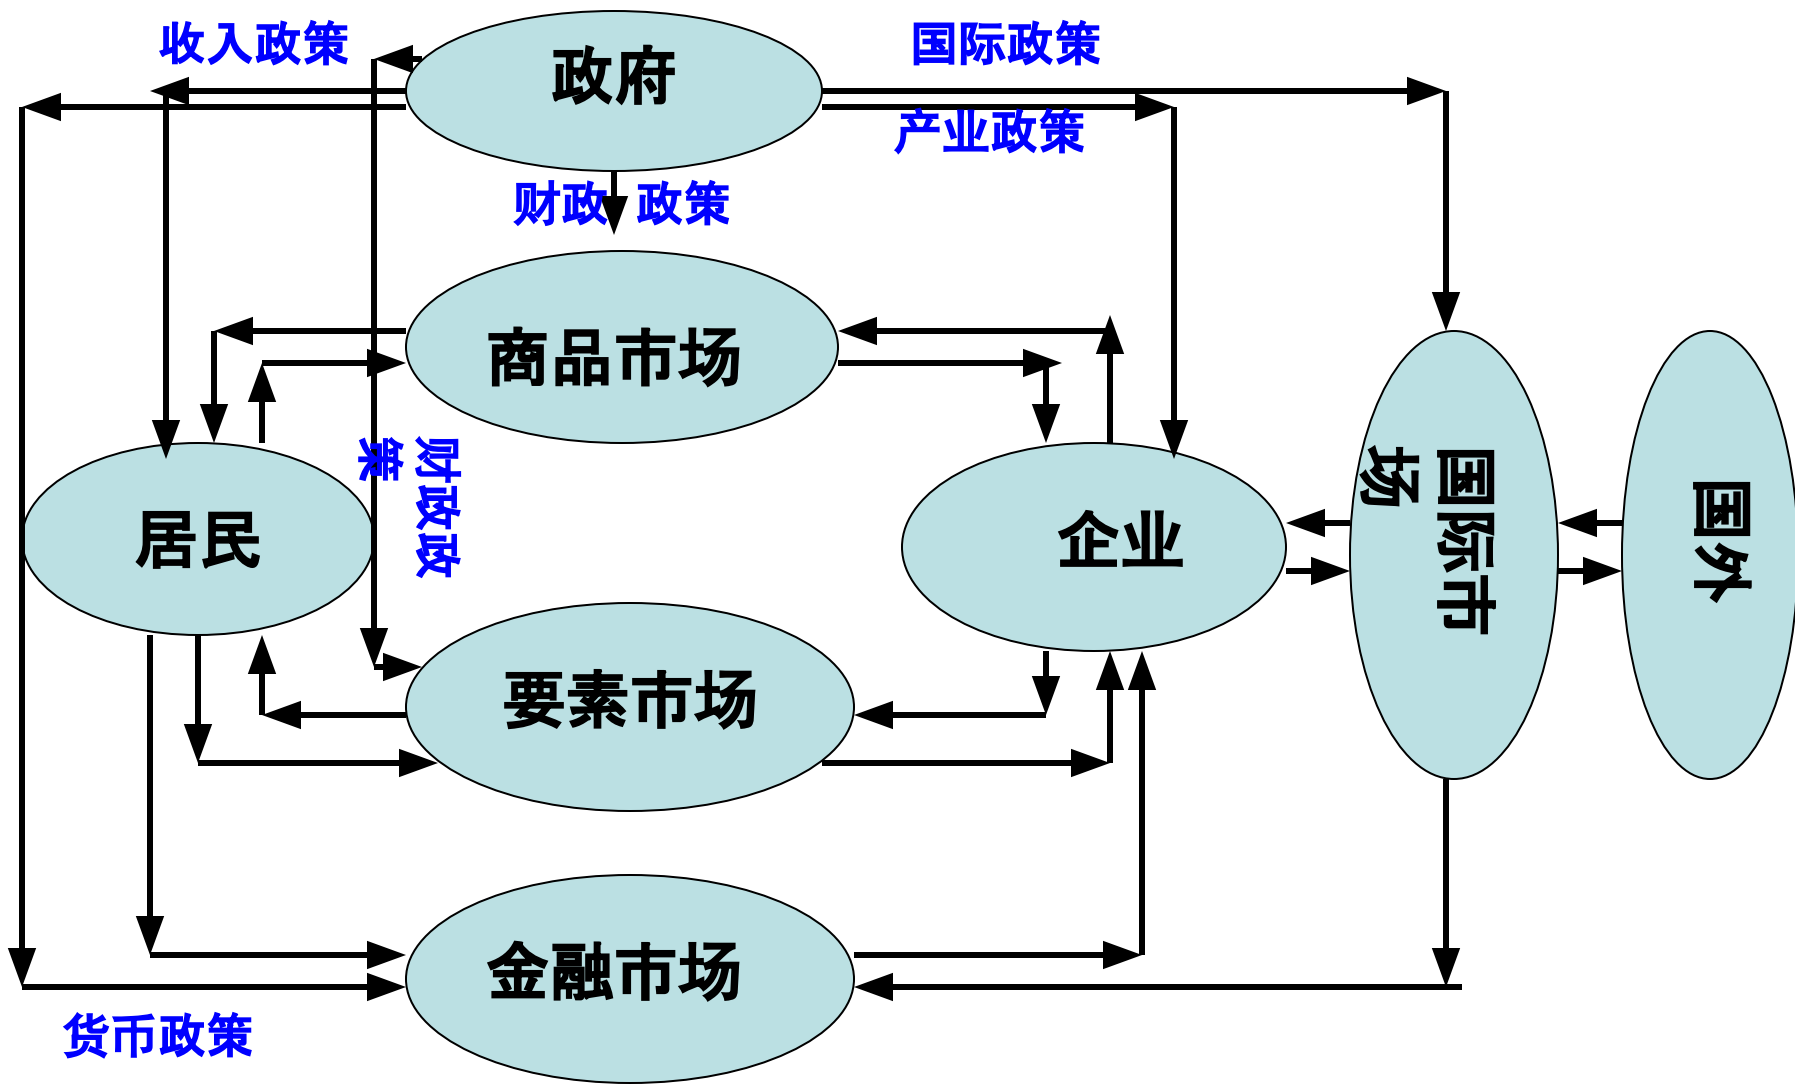 收入政策
政府
国际政策
产业政策
财政 政策
商品市场
财政政
策
居民
企业
国际市
场
国外
要素市场
金融市场
货币政策